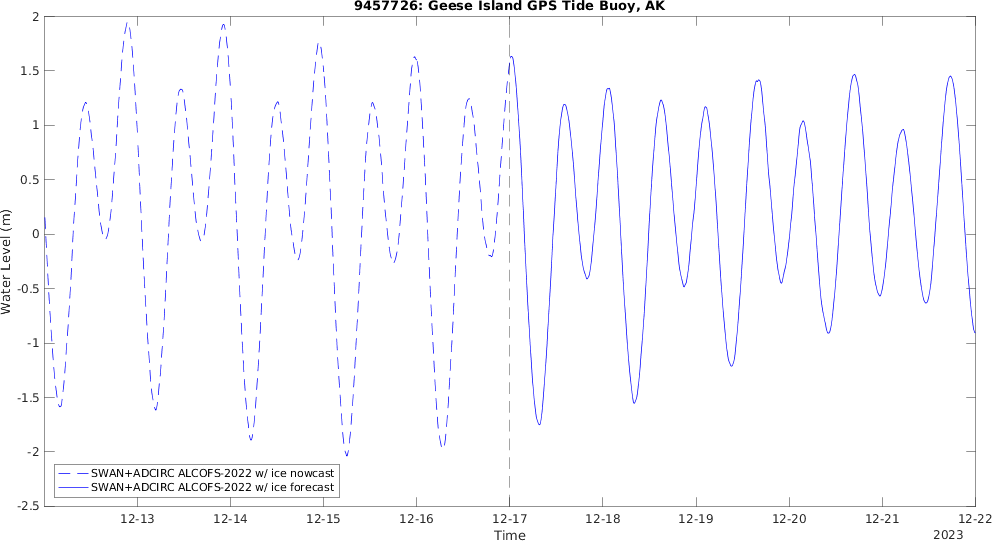 9457726: Geese Island GPS Tide Buoy, AK
2
1.5
1
0.5
0
-0.5
-1
-1.5
-2
-2.5
Water Level (m)
SWAN+ADCIRC ALCOFS-2022 w/ ice nowcast
SWAN+ADCIRC ALCOFS-2022 w/ ice forecast
12-13 12-14 12-15 12-16 12-17 12-18 12-19 12-20 12-21 12-22
Time
2023